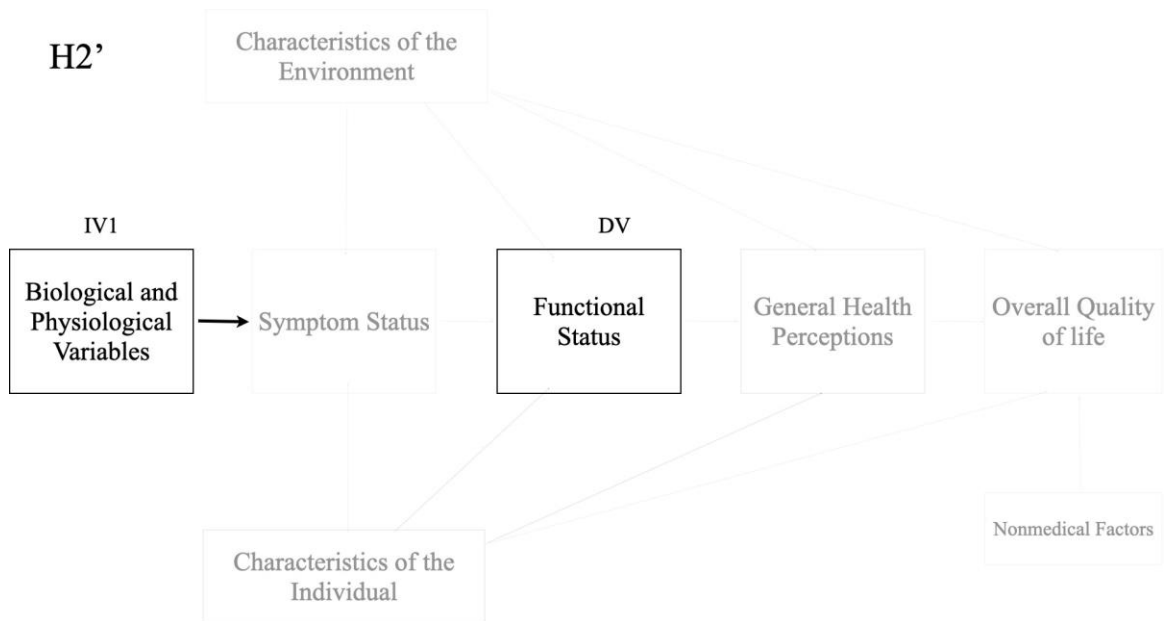 H2’
Characteristics of the
Environment
IV1
DV
Biological and
Physiological
Variables
Symptom Status
Functional
Status
General Health
Perceptions
Overall Quality
of life
Nonmedical Factors
Characteristics of the
Individual